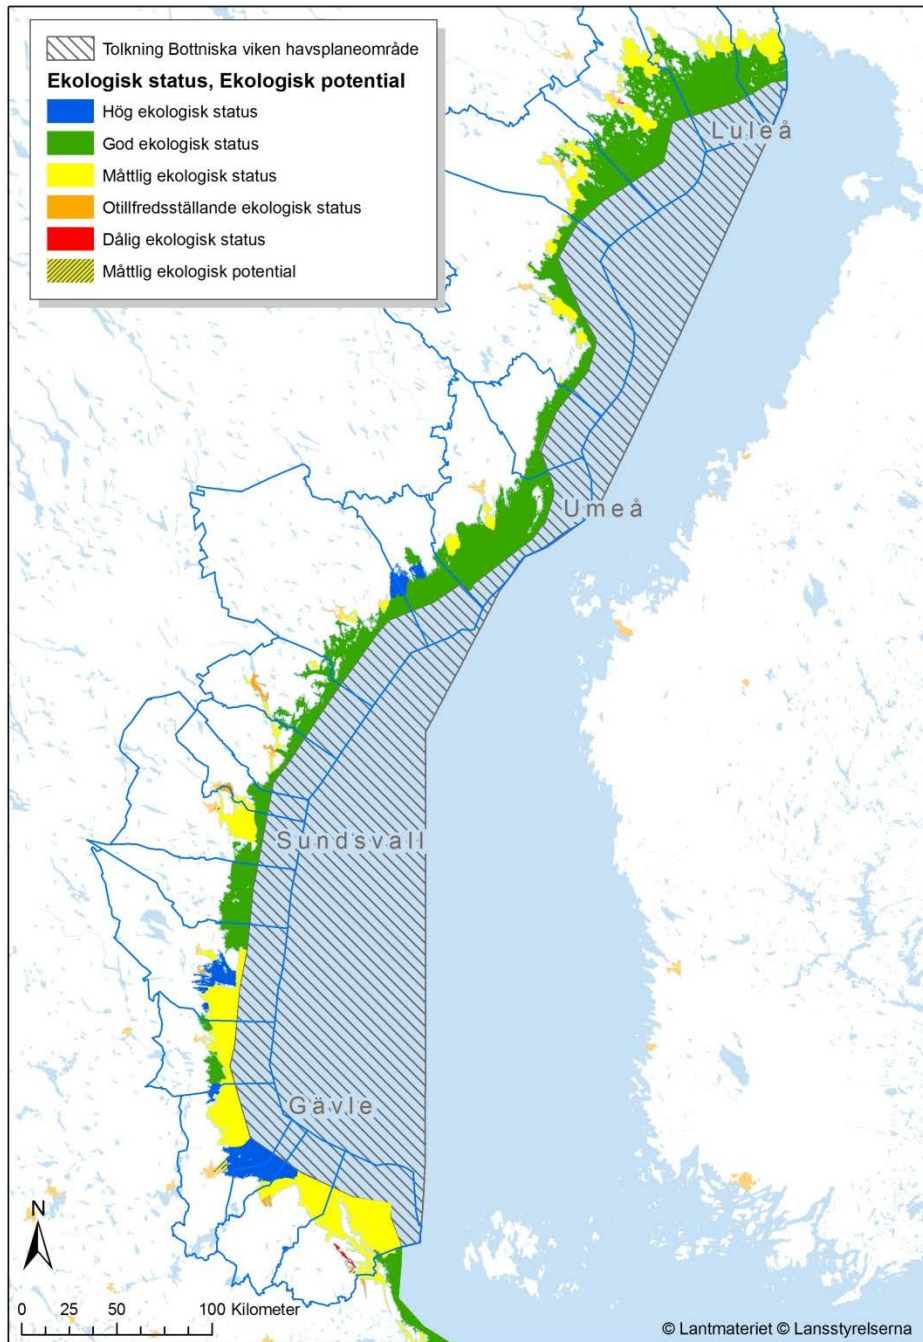 Tolkning Bottniska viken havsplaneområde
Ekologisk status, Ekologisk potential
Hög ekologisk status
God ekologisk status
Måttlig ekologisk status
Otillfredsställande ekologisk status
Dålig ekologisk status
Måttlig ekologisk potential
Luleå
Umeå
Sundsvall
Gävle
N
0 25 50 100 Kilometer
© Lantmateriet © Lansstyrelserna